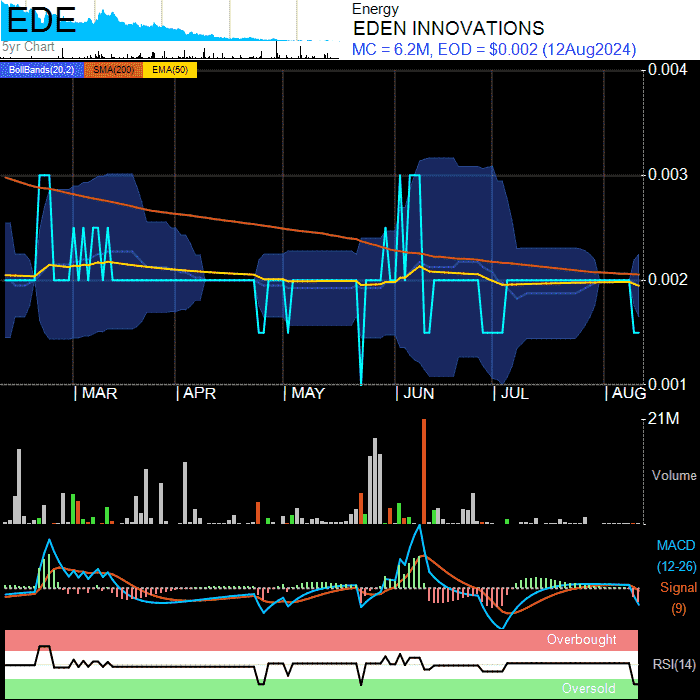 EDE
5yr Chart
Energy
EDEN INNOVATIONS
MC = 6.2M, EOD = $0.002 (12Aug2024)
BollBands(20,2) SMA(200) EMA(50)
0.004
0.003
0.002
0.001
MAR APR MAY JUN JUL AUG
21M
Volume
MACD
(12-26)
Signal
(9)
Overbought
RSI(14)
Oversold